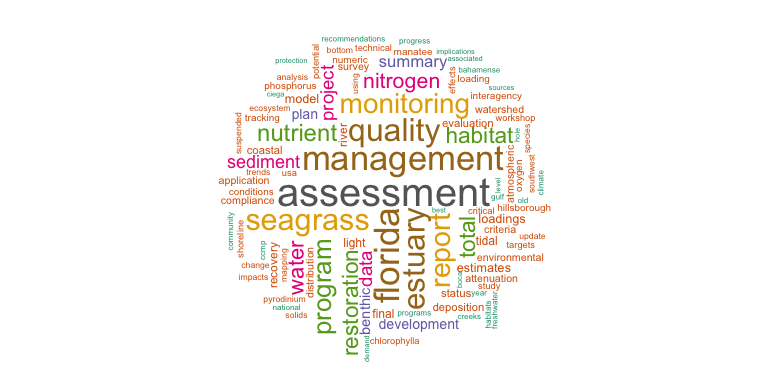 recommendations
progress
implications
associated
bottom
technical
manatee
protection
potential
numeric
summary
survey
using
effects
bahamense
analysis
project
nitrogen
loading
sources
phosphorus
ciega
model
monitoring
interagency
ecosystem
tracking
plan
watershed
workshop
suspended
nutrient
river
quality
evaluation
habitat
hole
species
coastal
sediment
management
atmospheric
oxygen
southwest
climate
trends
usa
application
conditions
compliance
assessment
level
gulf
old
hillsborough
seagrass
florida
estuary
best
critical
loadings
criteria
community
shoreline
ccmp
recovery
water
light
report
total
tidal
update
targets
change
mapping
distribution
program
restoration
data
environmental
estimates
impacts
bocan
attenuation
study
pyrodinium
national
solids
benthic
status
year
deposition
habitats
freshwater
final
programs
creeks
development
demand
chlorophylla